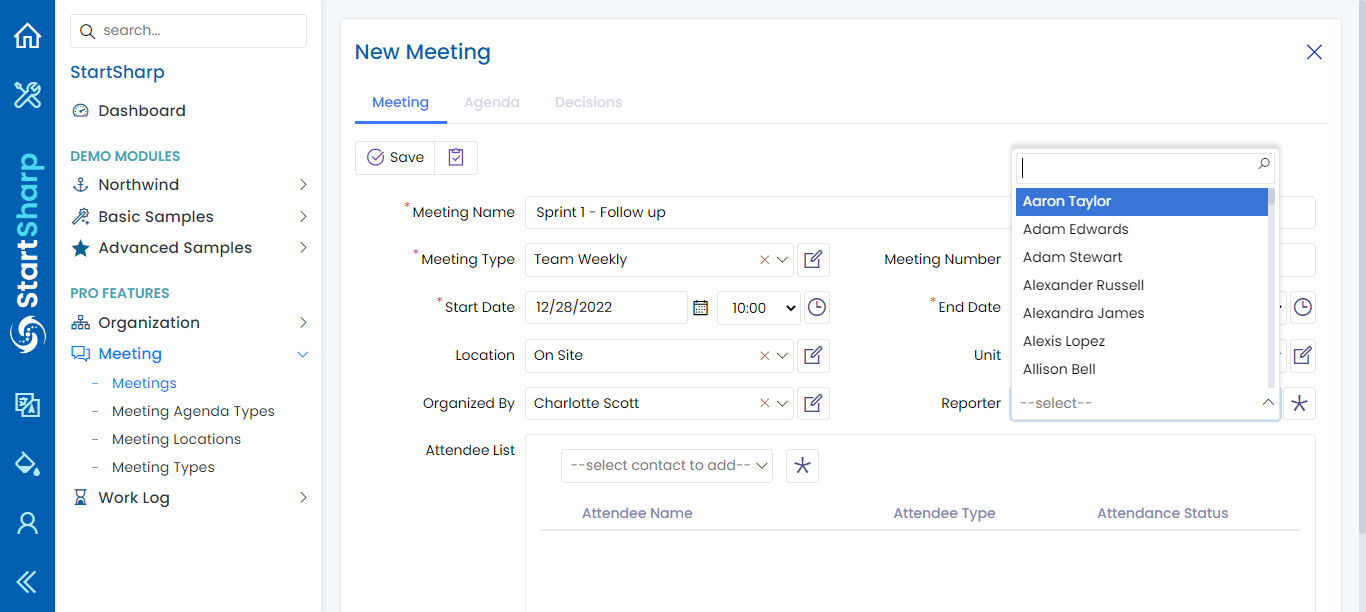 search...
StartSharp
Dashboard
DEMO MODULES
Northwind
Basic Samples
Advanced Samples
PRO FEATURES
Organization
Meeting
Meetings
Meeting Agenda Types
Meeting Locations
Meeting Types
Work Log
StartSharp
New Meeting
Meeting Agenda Decisions
Save
*Meeting Name Sprint 1 - Follow up
*Meeting Type Team Weekly Meeting Number
*Start Date 12/28/2022 10:00 *End Date
Location On Site Unit
Organized By Charlotte Scott Reporter --select--
Aaron Taylor
Adam Edwards
Adam Stewart
Alexander Russell
Alexandra James
Alexis Lopez
Allison Bell
Attendee List --select contact to add--
Attendee Name Attendee Type Attendance Status